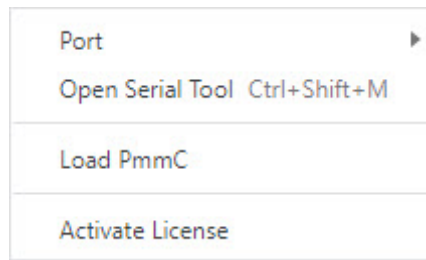 Port
Open Serial Tool Ctrl+Shift+M
Load PmmC
Activate License